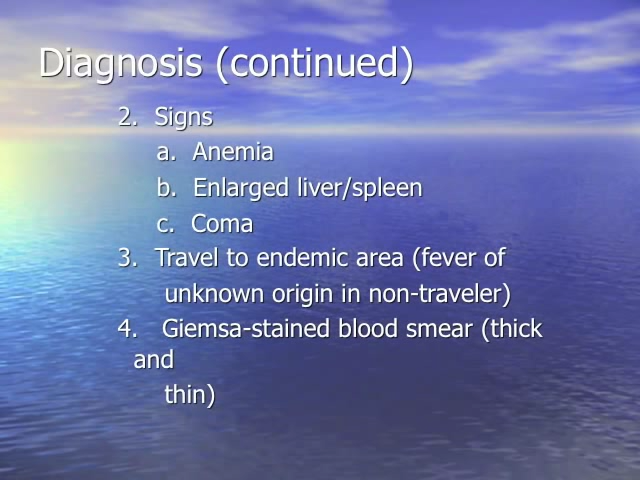 Diagnosis (continued)
2. Signs
a. Anemia
b. Enlarged liver/spleen
c. Coma
3. Travel to endemic area (fever of
unknown origin in non-traveler)
4. Giemsa-stained blood smear (thick
and
thin)